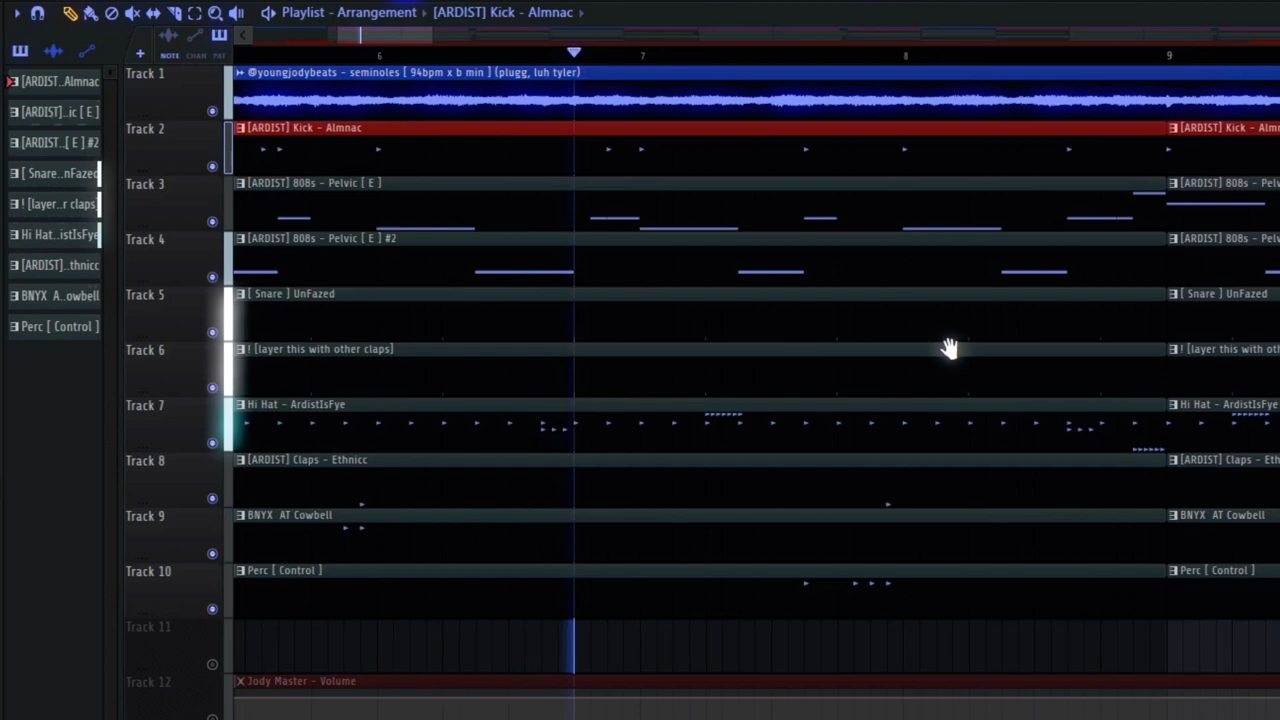 Playlist - Arrangement › [ARDIST] Kick - Almnac ›
NOTE CHAN PAT
6 7 8 9
[ARDIST..Almnac
[ARDIST]..ic [ E ]
[ARDIST..[ E ] #2
[ Snare..nFazed
! [layer..r claps]
Hi Hat..istIsFye
[ARDIST]..thnicc
BNYX A..owbell
Perc [ Control ]
Track 1
@youngjodybeats - seminoles [ 94bpm x b min ] (plugg, luh tyler)
Track 2
[ARDIST] Kick - Almnac
[ARDIST] Kick - Almn
Track 3
[ARDIST] 808s - Pelvic [ E ]
[ARDIST] 808s - Pelv
Track 4
[ARDIST] 808s - Pelvic [ E ] #2
[ARDIST] 808s - Pelv
Track 5
[ Snare ] UnFazed
[ Snare ] UnFazed
Track 6
! [layer this with other claps]
! [layer this with oth
Track 7
Hi Hat - ArdistIsFye
Hi Hat - ArdistIsFye
Track 8
[ARDIST] Claps - Ethnicc
[ARDIST] Claps - Eth
Track 9
BNYX AT Cowbell
BNYX AT Cowbell
Track 10
Perc [ Control ]
Perc [ Control ]
Track 11
Track 12
Jody Master - Volume